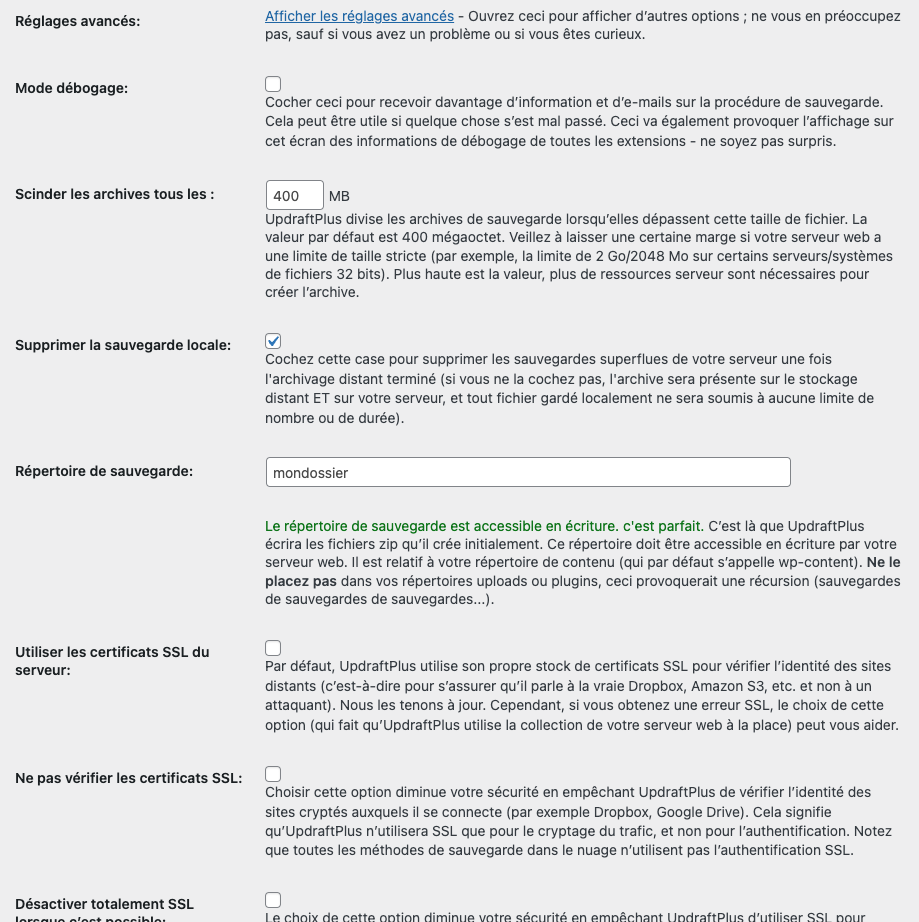 Réglages avancés:
Afficher les réglages avancés - Ouvrez ceci pour afficher d'autres options ; ne vous en préoccupez
pas, sauf si vous avez un problème ou si vous êtes curieux.
Mode débogage:
Cocher ceci pour recevoir davantage d'information et d'e-mails sur la procédure de sauvegarde.
Cela peut être utile si quelque chose s'est mal passé. Ceci va également provoquer l'affichage sur
cet écran des informations de débogage de toutes les extensions - ne soyez pas surpris.
Scinder les archives tous les :
400 MB
UpdraftPlus divise les archives de sauvegarde lorsqu'elles dépassent cette taille de fichier. La
valeur par défaut est 400 mégaoctet. Veillez à laisser une certaine marge si votre serveur web a
une limite de taille stricte (par exemple, la limite de 2 Go/2048 Mo sur certains serveurs/systèmes
de fichiers 32 bits). Plus haute est la valeur, plus de ressources serveur sont nécessaires pour
créer l'archive.
Supprimer la sauvegarde locale:
Cochez cette case pour supprimer les sauvegardes superflues de votre serveur une fois
l'archivage distant terminé (si vous ne la cochez pas, l'archive sera présente sur le stockage
distant ET sur votre serveur, et tout fichier gardé localement ne sera soumis à aucune limite de
nombre ou de durée).
Répertoire de sauvegarde:
mondossier
Le répertoire de sauvegarde est accessible en écriture. c'est parfait. C'est là que UpdraftPlus
écrira les fichiers zip qu'il crée initialement. Ce répertoire doit être accessible en écriture par votre
serveur web. Il est relatif à votre répertoire de contenu (qui par défaut s'appelle wp-content). Ne le
placez pas dans vos répertoires uploads ou plugins, ceci provoquerait une récursion (sauvegardes
de sauvegardes de sauvegardes...).
Utiliser les certificats SSL du
serveur:
Par défaut, UpdraftPlus utilise son propre stock de certificats SSL pour vérifier l'identité des sites
distants (c'est-à-dire pour s'assurer qu'il parle à la vraie Dropbox, Amazon S3, etc. et non à un
attaquant). Nous les tenons à jour. Cependant, si vous obtenez une erreur SSL, le choix de cette
option (qui fait qu'UpdraftPlus utilise la collection de votre serveur web à la place) peut vous aider.
Ne pas vérifier les certificats SSL:
Choisir cette option diminue votre sécurité en empêchant UpdraftPlus de vérifier l'identité des
sites cryptés auxquels il se connecte (par exemple Dropbox, Google Drive). Cela signifie
qu'UpdraftPlus n'utilisera SSL que pour le cryptage du trafic, et non pour l'authentification. Notez
que toutes les méthodes de sauvegarde dans le nuage n'utilisent pas l'authentification SSL.
Désactiver totalement SSL
lorsque c'est possible:
Le choix de cette option diminue votre sécurité en empêchant UpdraftPlus d'utiliser SSL pour